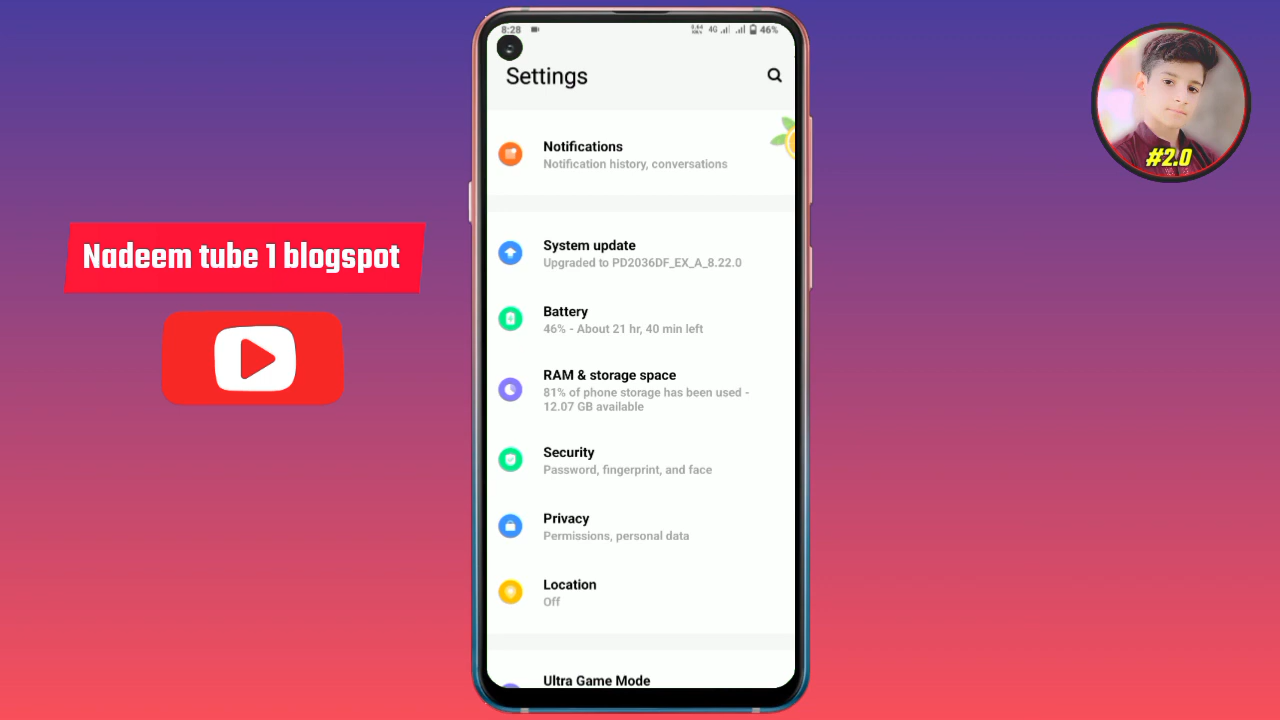 8:28
4G
46%
Settings
Notifications
Notification history, conversations
System update
Upgraded to PD2036DF_EX_A_8.22.0
Battery
46% - About 21 hr, 40 min left
RAM & storage space
81% of phone storage has been used -
12.07 GB available
Security
Password, fingerprint, and face
Privacy
Permissions, personal data
Location
Off
Ultra Game Mode
Nadeem tube 1 blogspot
#2.0